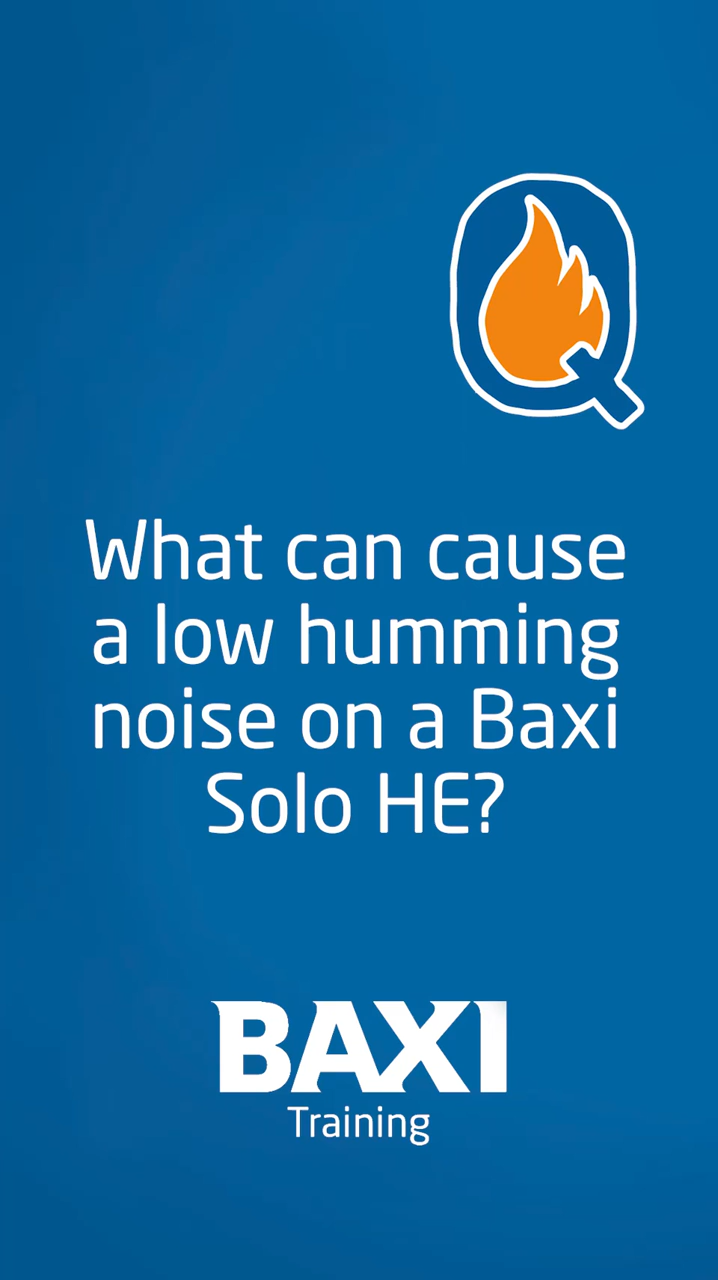 What can cause
a low humming
noise on a Baxi
Solo HE?
BAXI
Training